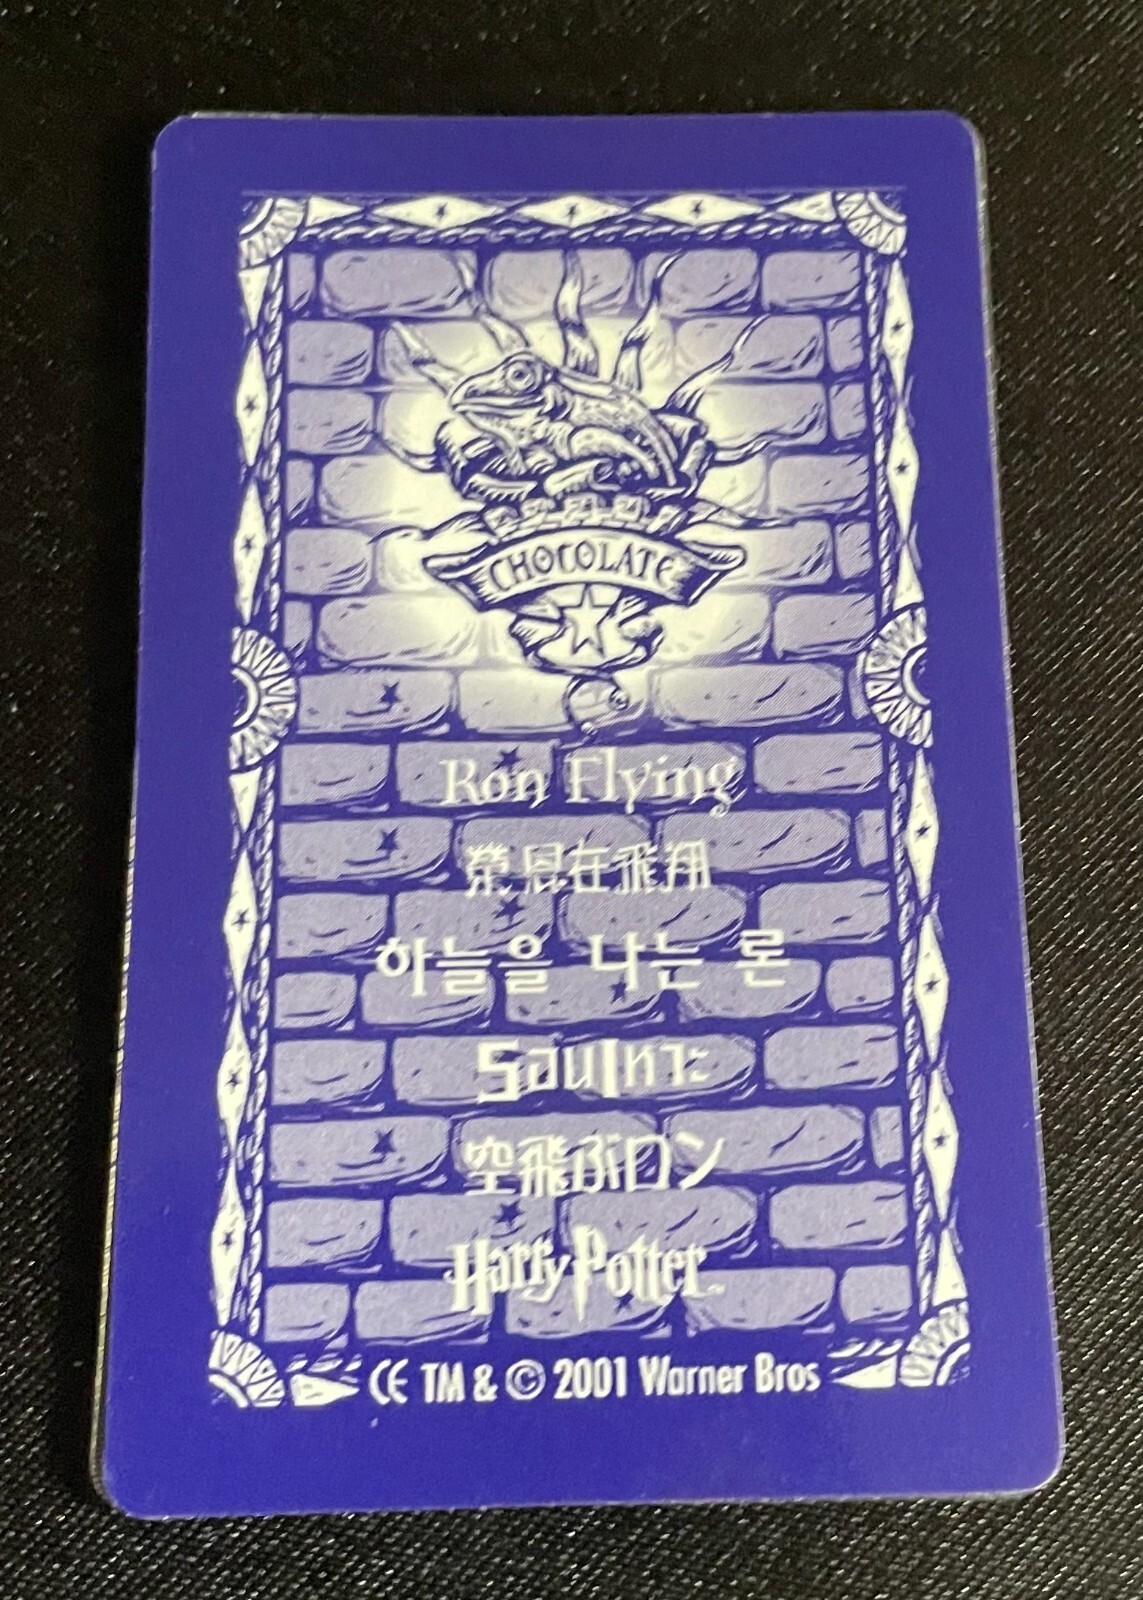 CHOCOLATE
Ron Flying
榮恩在飛翔
하늘을 나는 론
รอนเหาะ
空飛ぶロン
Harry Potter™
CE TM & © 2001 Warner Bros